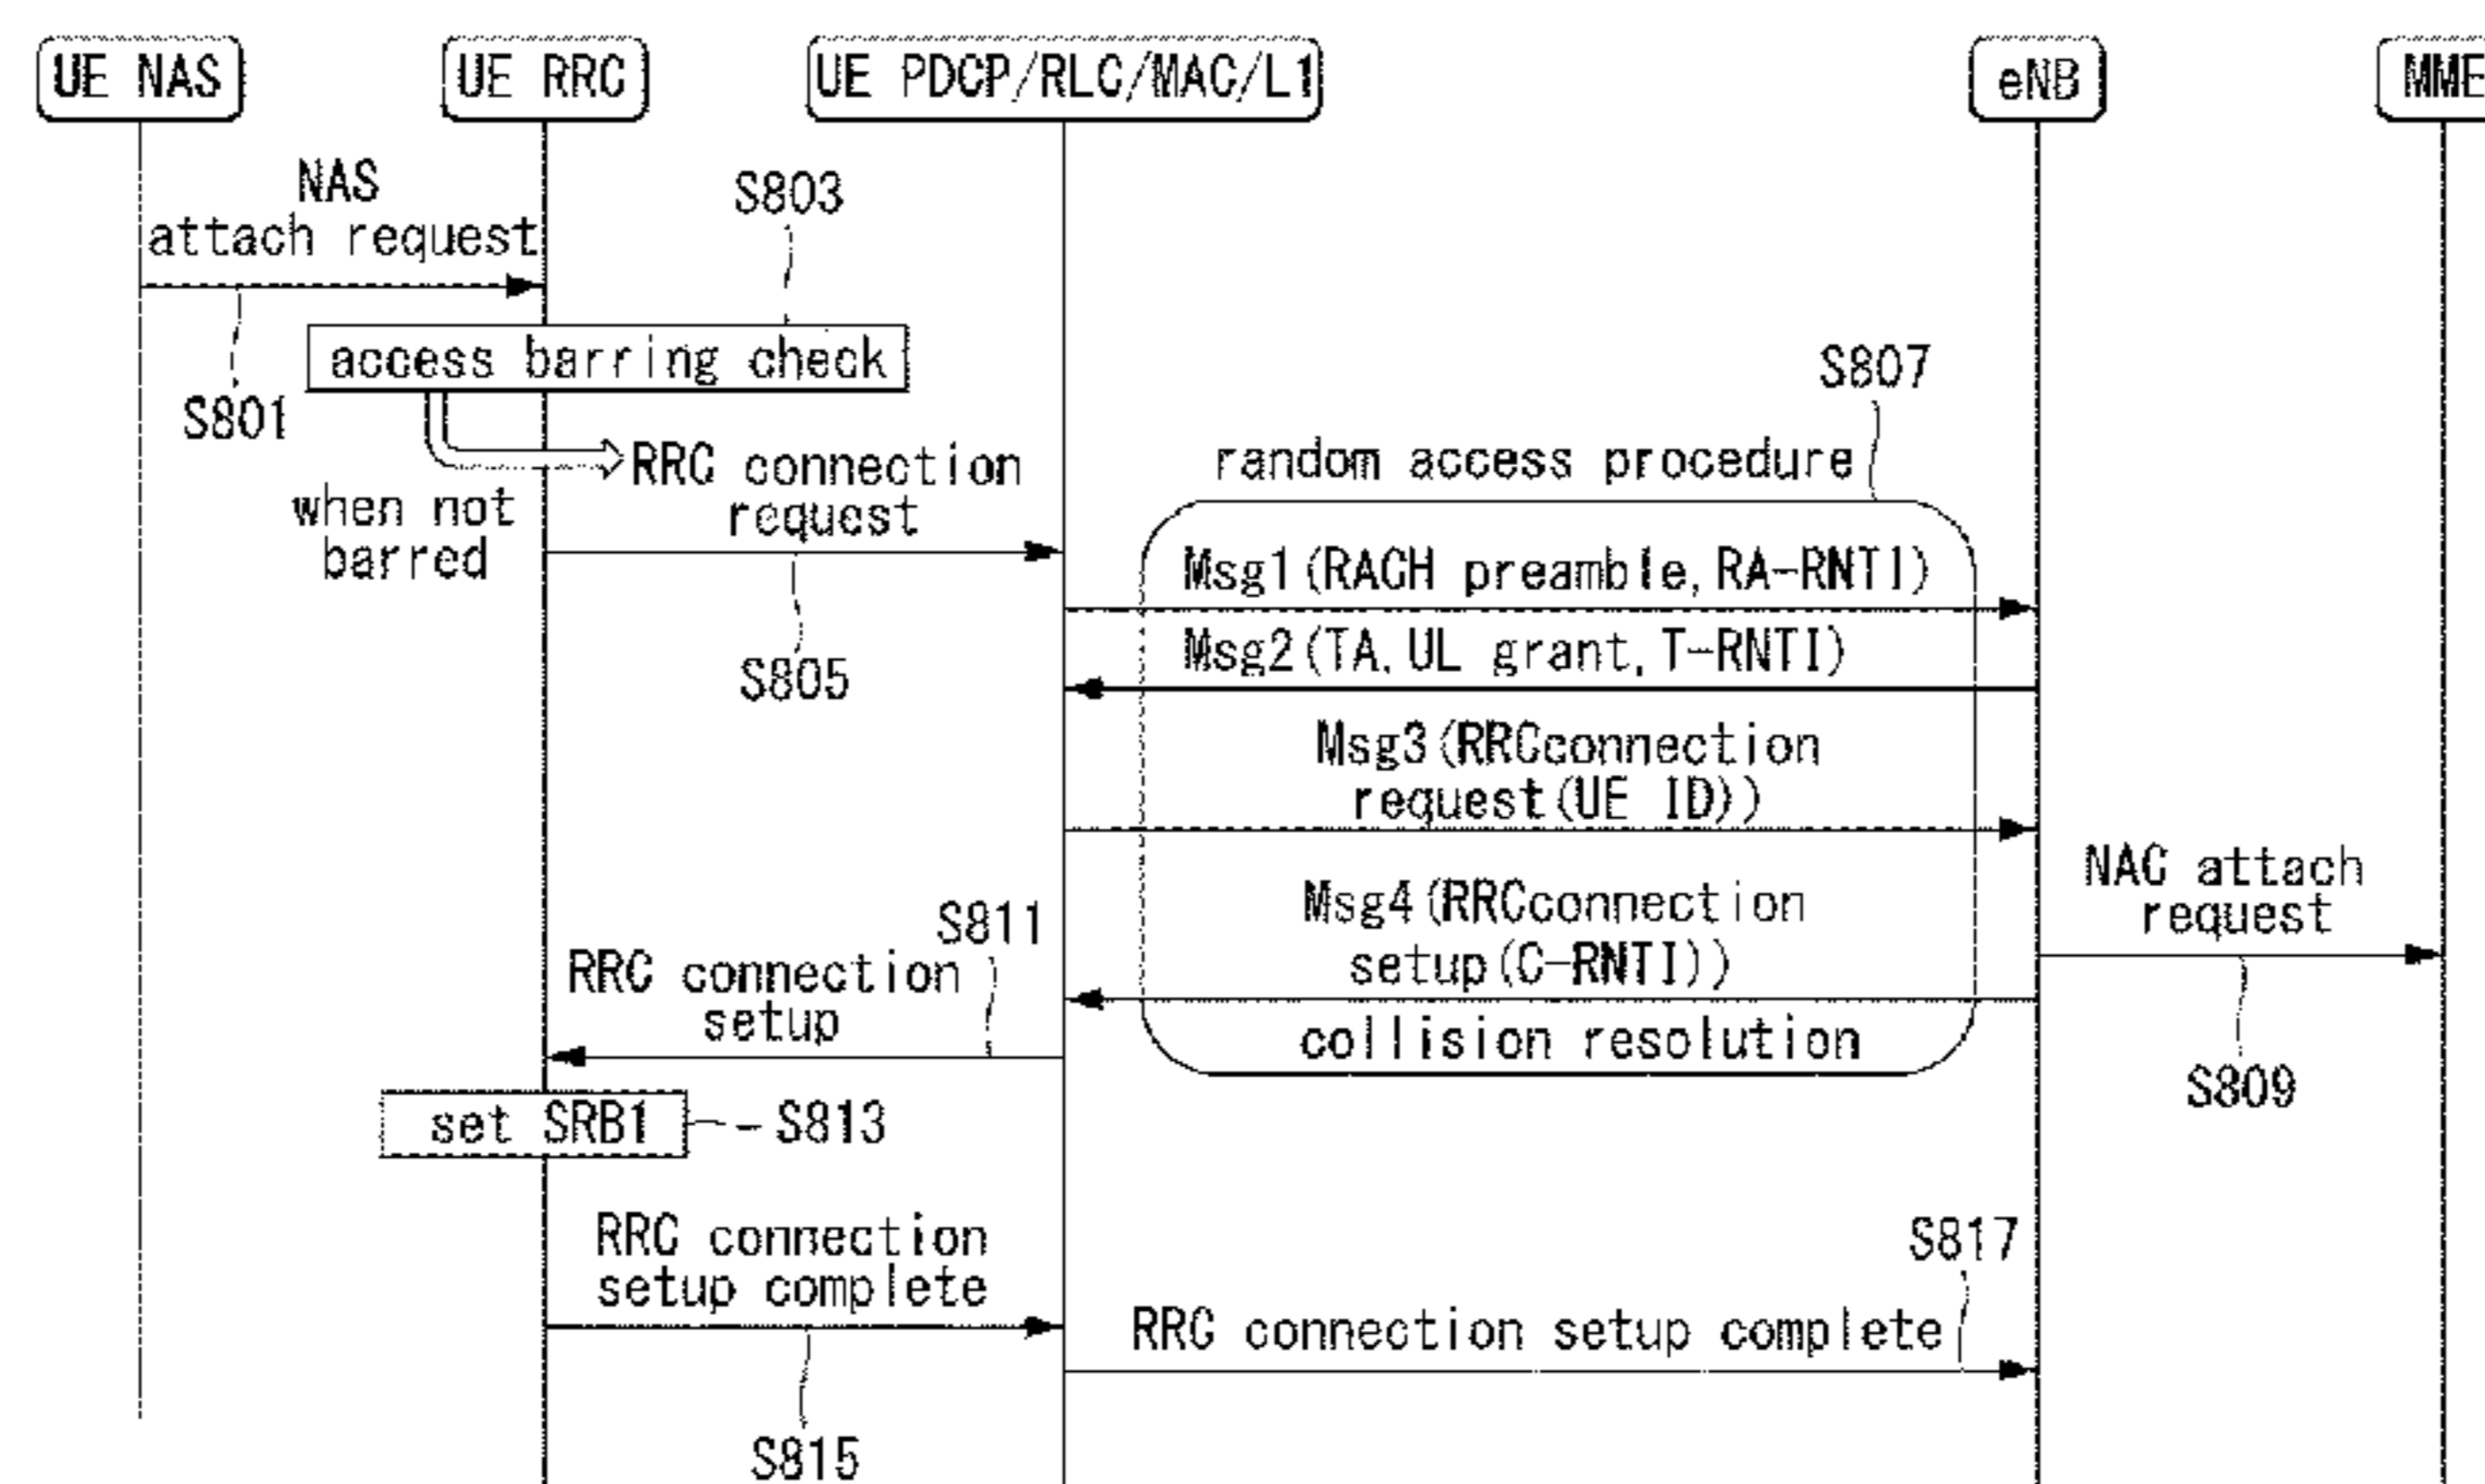 UE NAS
UE RRC
UE PDCP/RLC/MAC/L1
eNB
MME
NAS
attach request
S801
S803
access barring check
when not
barred
RRC connection
request
S805
S807
random access procedure
Msg1(RACH preamble,RA-RNTI)
Msg2(TA,UL grant,T-RNTI)
Msg3(RRCconnection
request(UE ID))
Msg4(RRCconnection
setup(C-RNTI))
collision resolution
NAC attach
request
S809
S811
RRC connection
setup
set SRB1
S813
RRC connection
setup complete
S815
S817
RRC connection setup complete